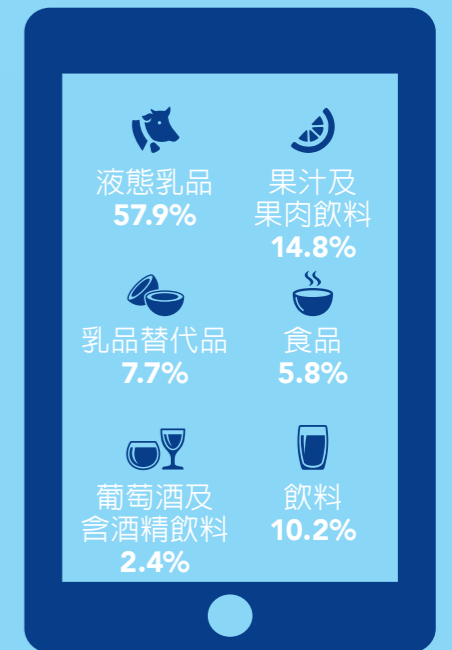 液態乳品
57.9%
果汁及
果肉飲料
14.8%
乳品替代品
7.7%
食品
5.8%
葡萄酒及
含酒精飲料
2.4%
飲料
10.2%